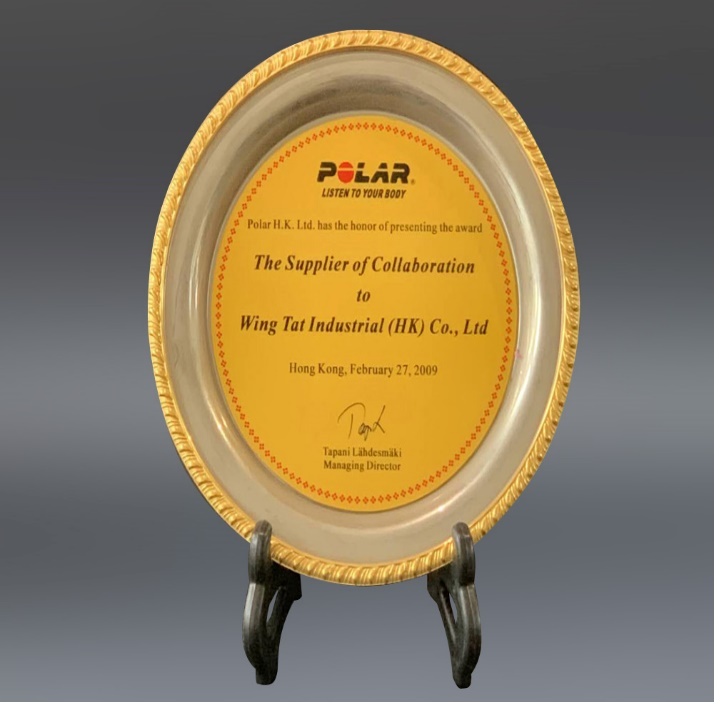 POLAR®
LISTEN TO YOUR BODY
Polar H.K. Ltd. has the honor of presenting the award
The Supplier of Collaboration
to
Wing Tat Industrial (HK) Co., Ltd
Hong Kong, February 27, 2009
Tapani Lähdesmäki
Managing Director